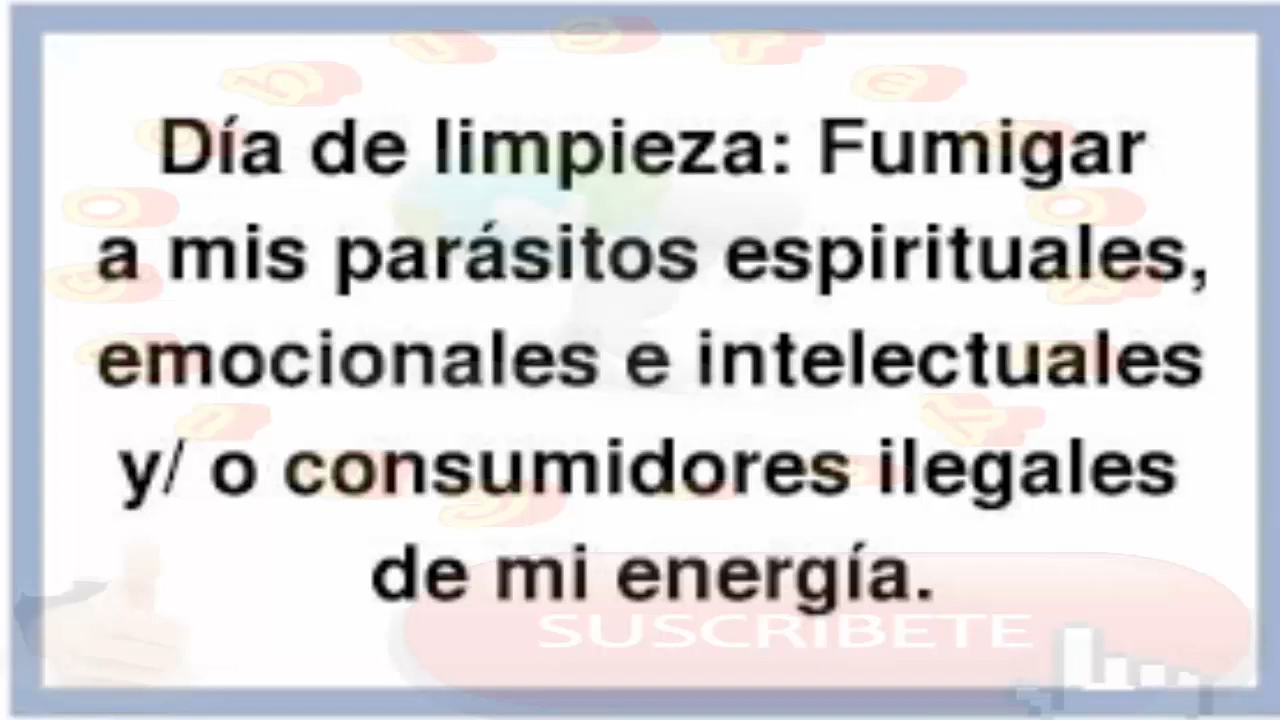 Día de limpieza: Fumigar
a mis parásitos espirituales,
emocionales e intelectuales
y/ o consumidores ilegales
de mi energía.
SUSCRIBETE